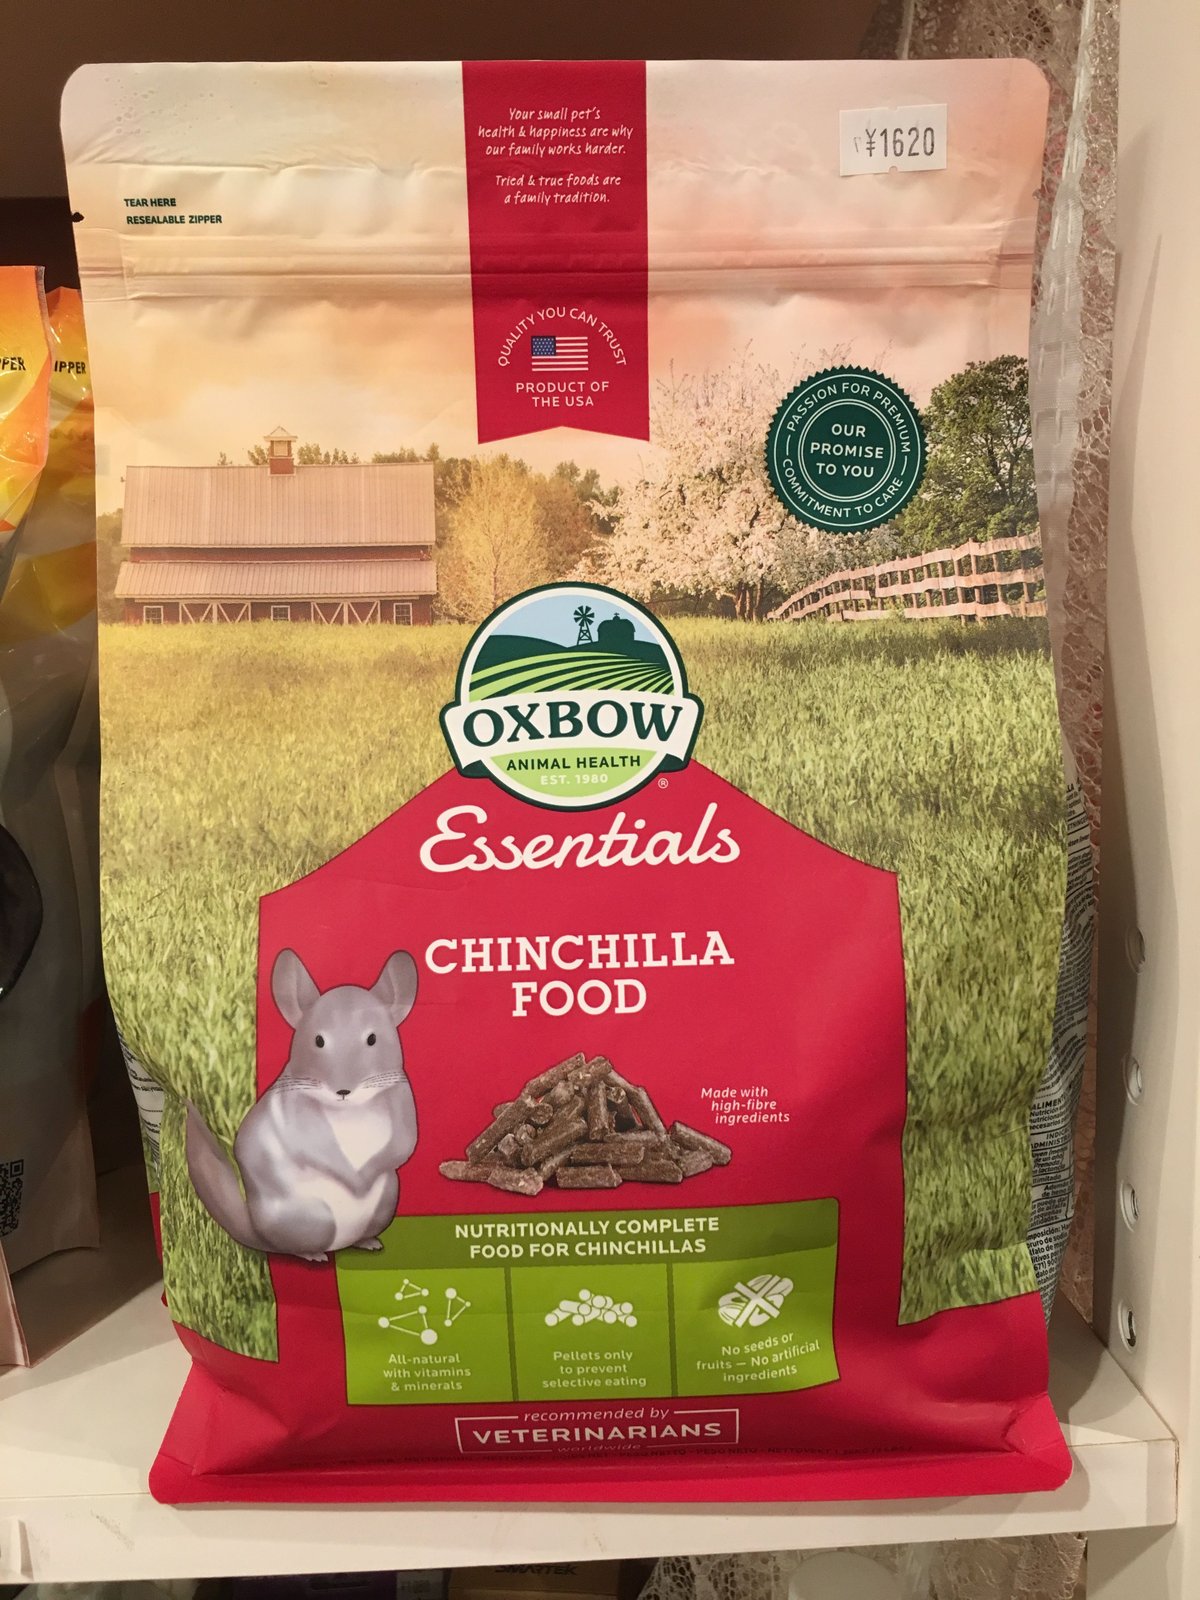 Your small pet's
health & happiness are why
our family works harder.
Tried & true foods are
a family tradition.
¥1620
TEAR HERE
RESEALABLE ZIPPER
PPER
IPPER
QUALITY YOU CAN TRUST
PRODUCT OF
THE USA
PASSION FOR PREMIUM
OUR
PROMISE
TO YOU
COMMITMENT TO CARE
OXBOW
ANIMAL HEALTH
EST. 1980
®
Essentials
CHINCHILLA
FOOD
Made with
high-fibre
ingredients
NUTRITIONALLY COMPLETE
FOOD FOR CHINCHILLAS
All-natural
with vitamins
& minerals
Pellets only
to prevent
selective eating
No seeds or
fruits — No artificial
ingredients
recommended by
VETERINARIANS
worldwide